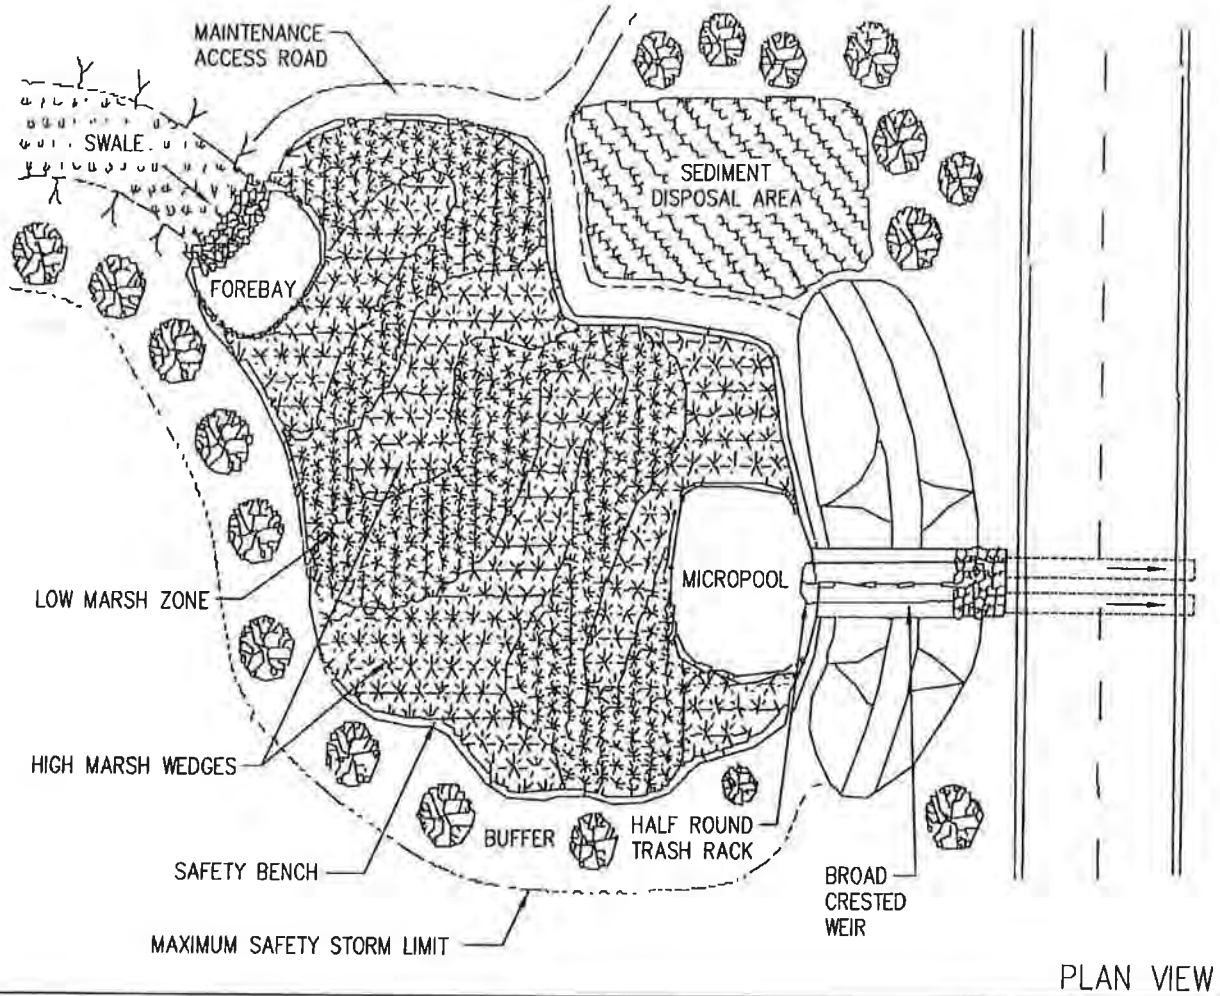 MAINTENANCE
ACCESS ROAD
SWALE
SEDIMENT
DISPOSAL AREA
FOREBAY
MICROPOOL
LOW MARSH ZONE
HIGH MARSH WEDGES
HALF ROUND
TRASH RACK
BUFFER
SAFETY BENCH
BROAD
CRESTED
WEIR
MAXIMUM SAFETY STORM LIMIT
PLAN VIEW